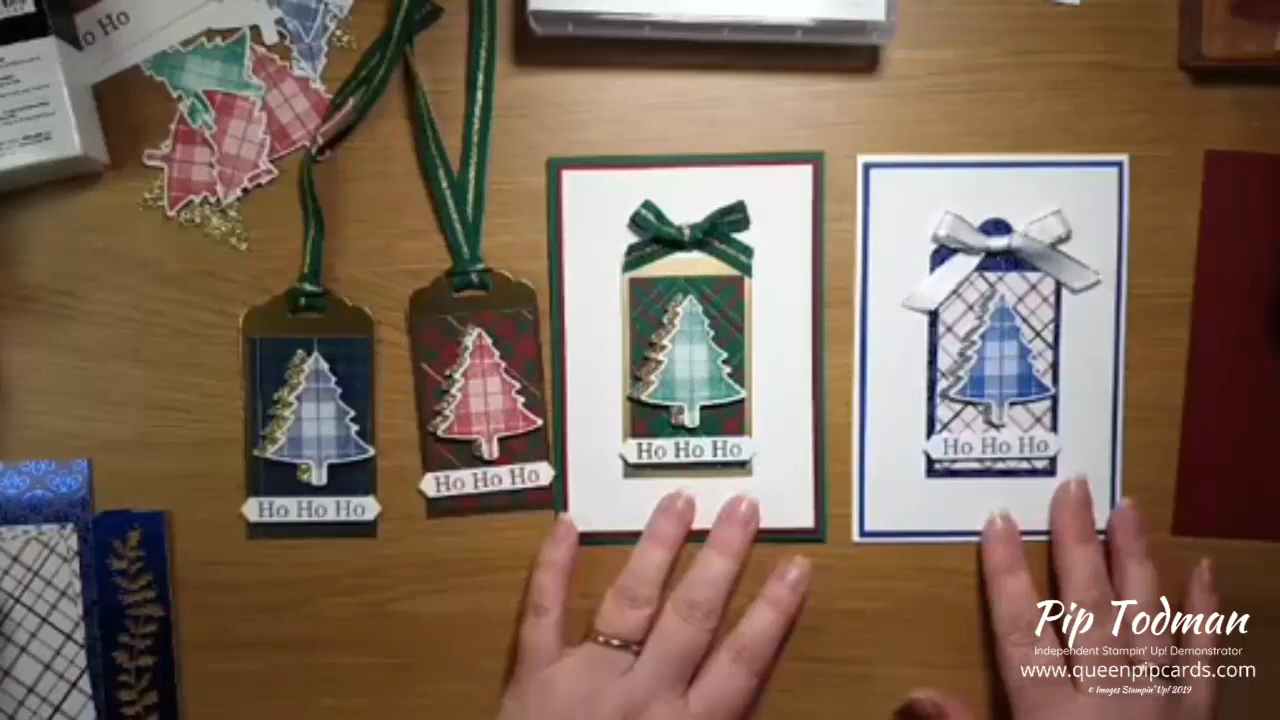 Ho Ho
Ho Ho Ho
Ho Ho Ho
Ho Ho Ho
Ho Ho Ho
Pip Todman
Independent Stampin' Up! Demonstrator
www.queenpipcards.com
© Images Stampin' Up! 2019